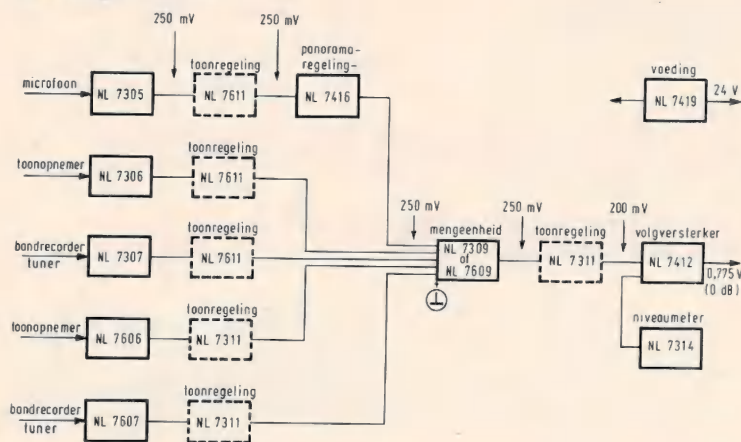 250 mV
250 mV
toonregeling
panorama-
regeling-
microfoon
NL 7305
NL 7611
NL 7416
voeding
NL 7419
24 V
toonregeling
toonopnemer
NL 7306
NL 7611
toonregeling
bandrecorder
tuner
NL 7307
NL 7611
250 mV
mengeenheid
NL 7309
of
NL 7609
250 mV
toonregeling
NL 7311
200 mV
volgversterker
NL 7412
0,775 V
(0 dB)
toonregeling
toonopnemer
NL 7606
NL 7311
niveaumeter
NL 7314
toonregeling
bandrecorder
tuner
NL 7607
NL 7311